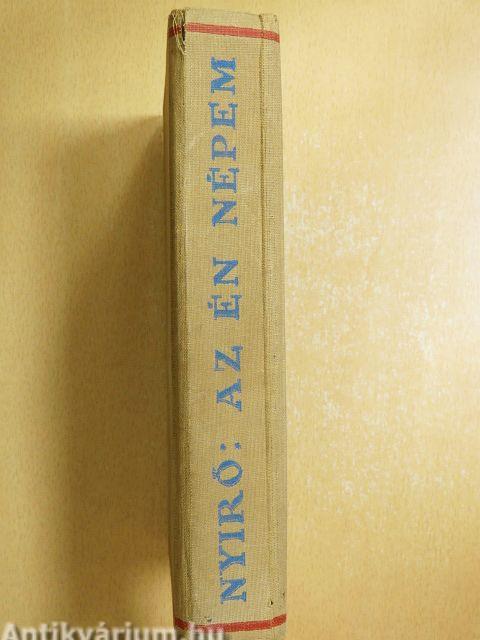 NYIRŐ: AZ ÉN NÉPEM
Antikvárium.hu